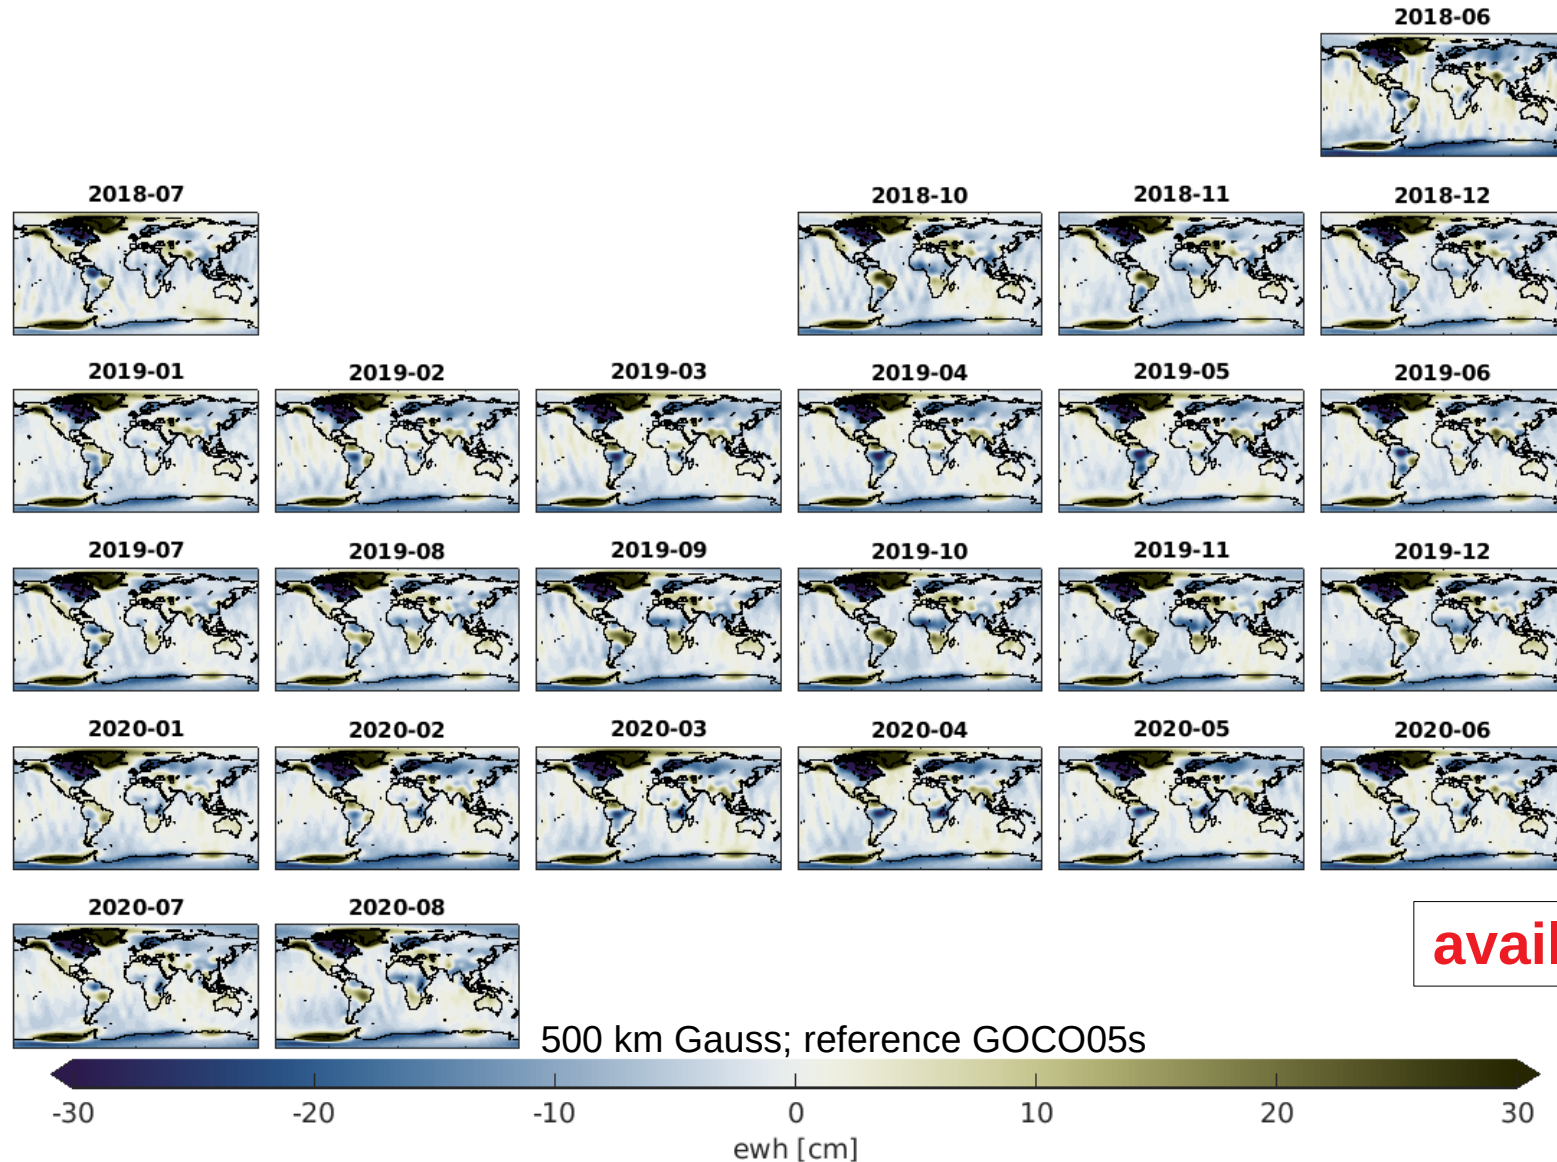 2018-06
2018-07 2018-10 2018-11 2018-12
2019-01 2019-02 2019-03 2019-04 2019-05 2019-06
2019-07 2019-08 2019-09 2019-10 2019-11 2019-12
2020-01 2020-02 2020-03 2020-04 2020-05 2020-06
2020-07 2020-08
avail
500 km Gauss; reference GOCO05s
-30 -20 -10 0 10 20 30
ewh [cm]